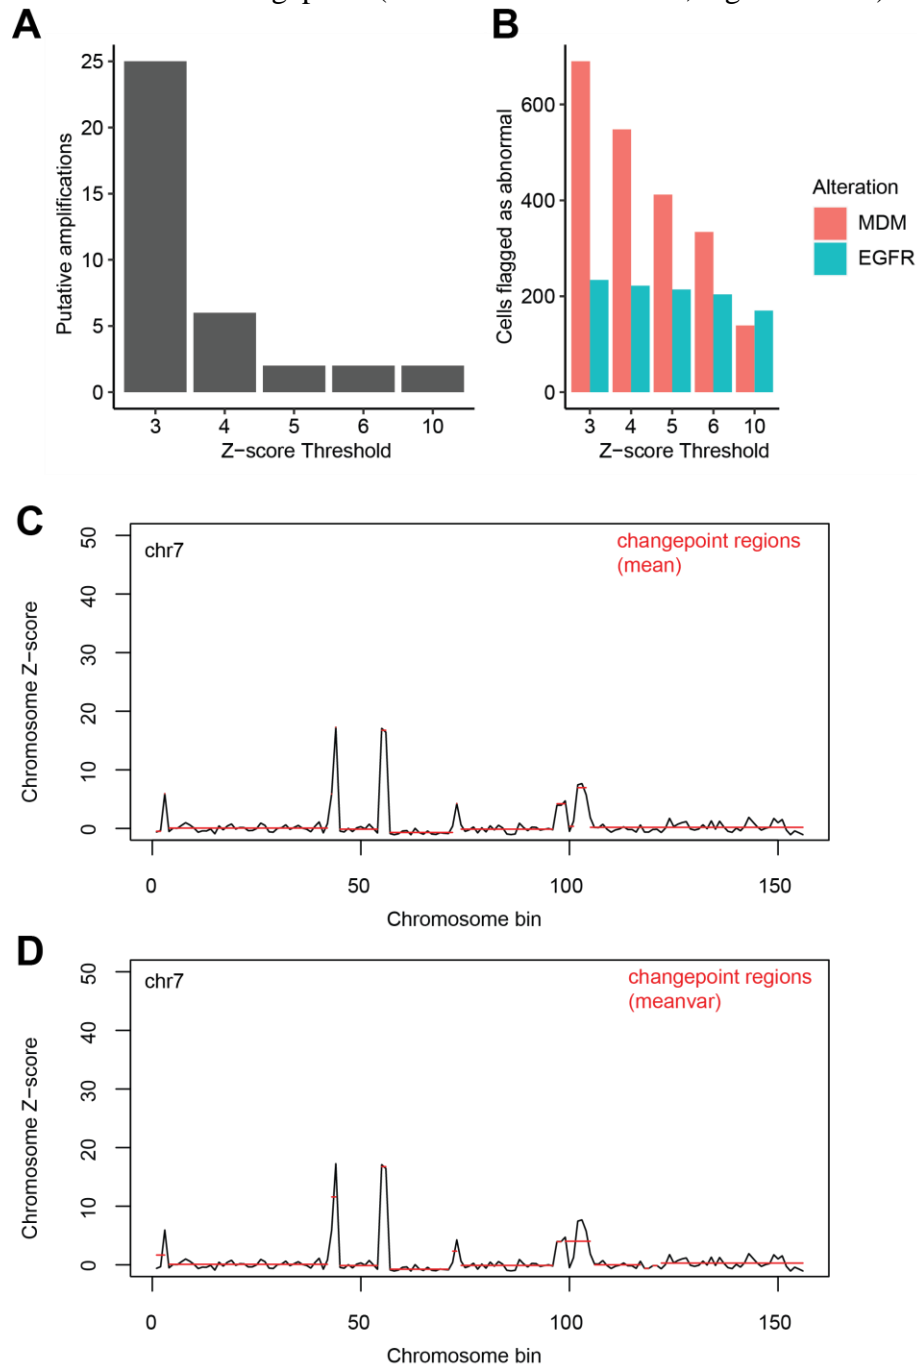 A
Putative amplifications
25
20
15
10
5
0
3 4 5 6 10
Z-score Threshold
B
Cells flagged as abnormal
600
400
200
0
3 4 5 6 10
Z-score Threshold
Alteration
MDM
EGFR
C
chr7
changepoint regions
(mean)
Chromosome Z-score
50
40
30
20
10
0
0 50 100 150
Chromosome bin
D
chr7
changepoint regions
(meanvar)
Chromosome Z-score
50
40
30
20
10
0
0 50 100 150
Chromosome bin